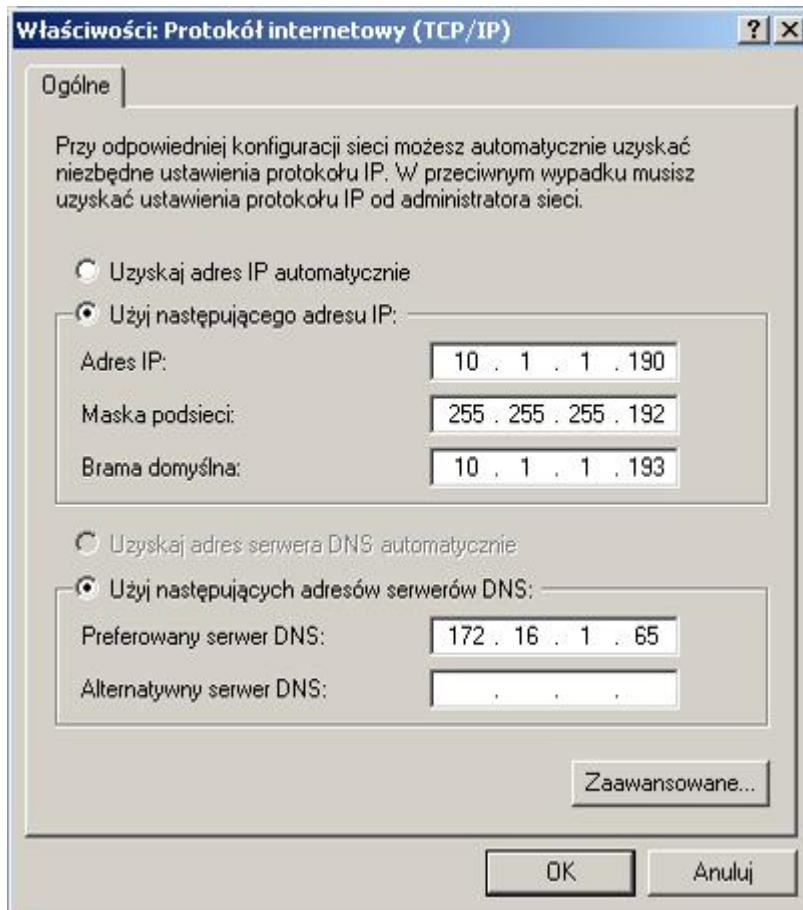 Właściwości: Protokół internetowy (TCP/IP)
Ogólne
Przy odpowiedniej konfiguracji sieci możesz automatycznie uzyskać
niezbędne ustawienia protokołu IP. W przeciwnym wypadku musisz
uzyskać ustawienia protokołu IP od administratora sieci.
Uzyskaj adres IP automatycznie
Użyj następującego adresu IP:
Adres IP: 10 . 1 . 1 . 190
Maska podsieci: 255 . 255 . 255 . 192
Brama domyślna: 10 . 1 . 1 . 193
Uzyskaj adres serwera DNS automatycznie
Użyj następujących adresów serwerów DNS:
Preferowany serwer DNS: 172 . 16 . 1 . 65
Alternatywny serwer DNS: . . .
Zaawansowane...
OK Anuluj